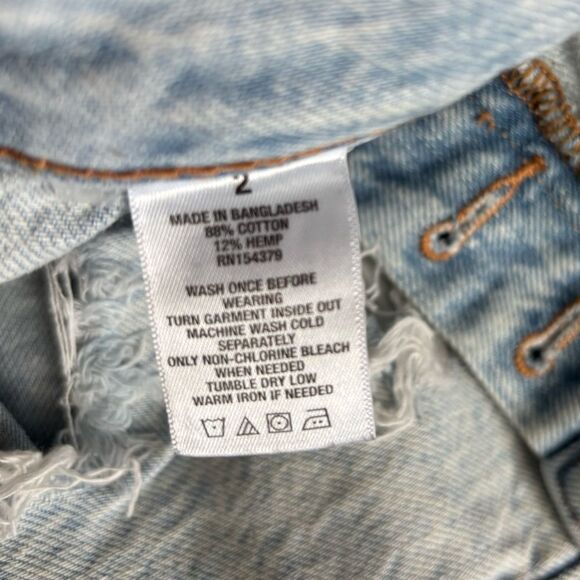 2
MADE IN BANGLADESH
88% COTTON
12% HEMP
RN154379
WASH ONCE BEFORE
WEARING
TURN GARMENT INSIDE OUT
MACHINE WASH COLD
SEPARATELY
ONLY NON-CHLORINE BLEACH
WHEN NEEDED
TUMBLE DRY LOW
WARM IRON IF NEEDED